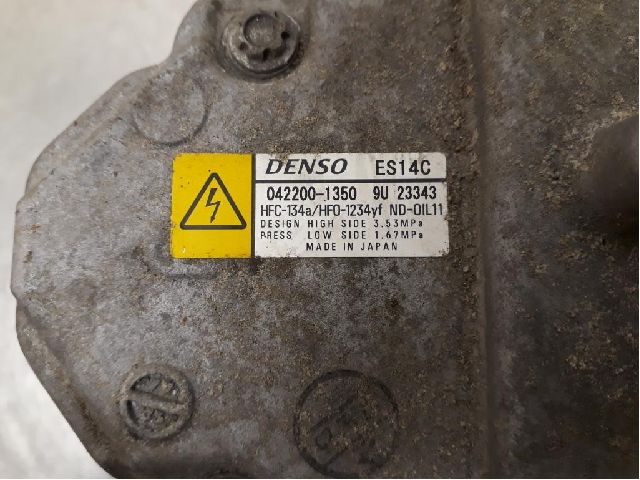 DENSO ES14C
042200-1350 9U 23343
HFC-134a/HFO-1234yf ND-OIL11
DESIGN HIGH SIDE 3.53MPa
PRESS LOW SIDE 1.67MPa
MADE IN JAPAN